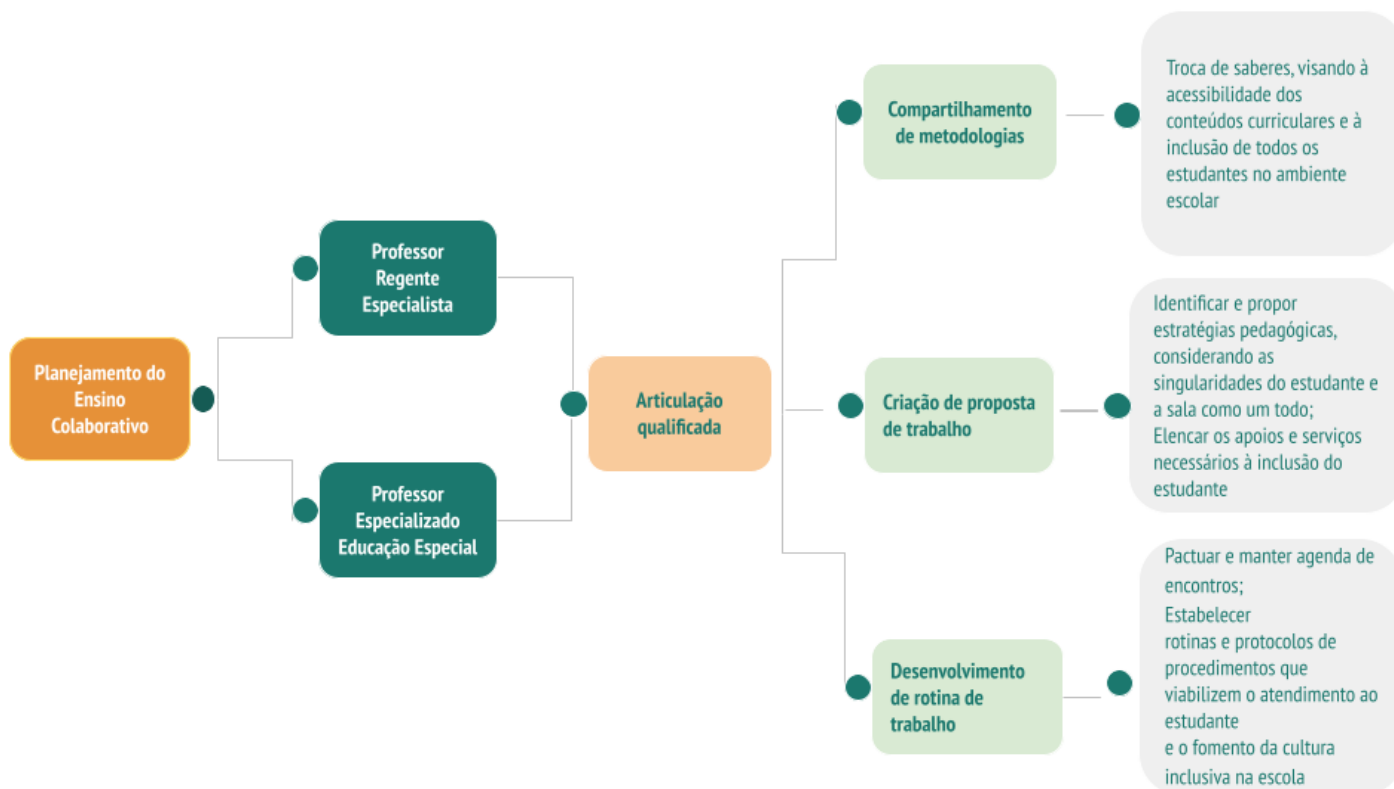 Planejamento do
Ensino
Colaborativo
Professor
Regente
Especialista
Professor
Especializado
Educação Especial
Articulação
qualificada
Compartilhamento
de metodologias
Troca de saberes, visando à
acessibilidade dos
conteúdos curriculares e à
inclusão de todos os
estudantes no ambiente
escolar
Criação de proposta
de trabalho
Identificar e propor
estratégias pedagógicas,
considerando as
singularidades do estudante e
a sala como um todo;
Elencar os apoios e serviços
necessários à inclusão do
estudante
Desenvolvimento
de rotina de
trabalho
Pactuar e manter agenda de
encontros;
Estabelecer
rotinas e protocolos de
procedimentos que
viabilizem o atendimento ao
estudante
e o fomento da cultura
inclusiva na escola